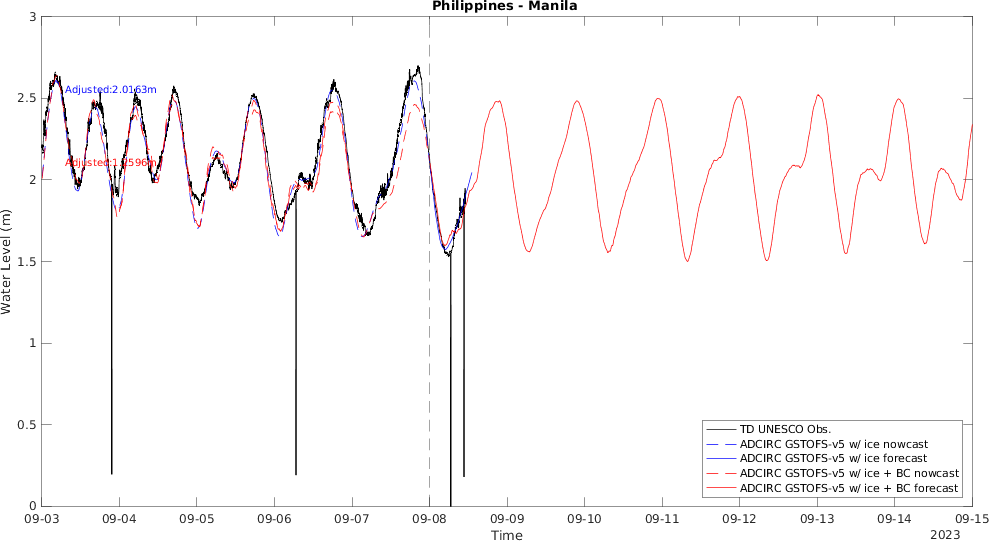 Philippines - Manila
3
2.5
2
1.5
1
0.5
0
Water Level (m)
Adjusted:2.0163m
09-03
09-04
09-05
09-06
09-07
09-08
09-09
09-10
09-11
09-12
09-13
09-14
09-15
Time
2023
TD UNESCO Obs.
ADCIRC GSTOFS-v5 w/ ice nowcast
ADCIRC GSTOFS-v5 w/ ice forecast
ADCIRC GSTOFS-v5 w/ ice + BC nowcast
ADCIRC GSTOFS-v5 w/ ice + BC forecast